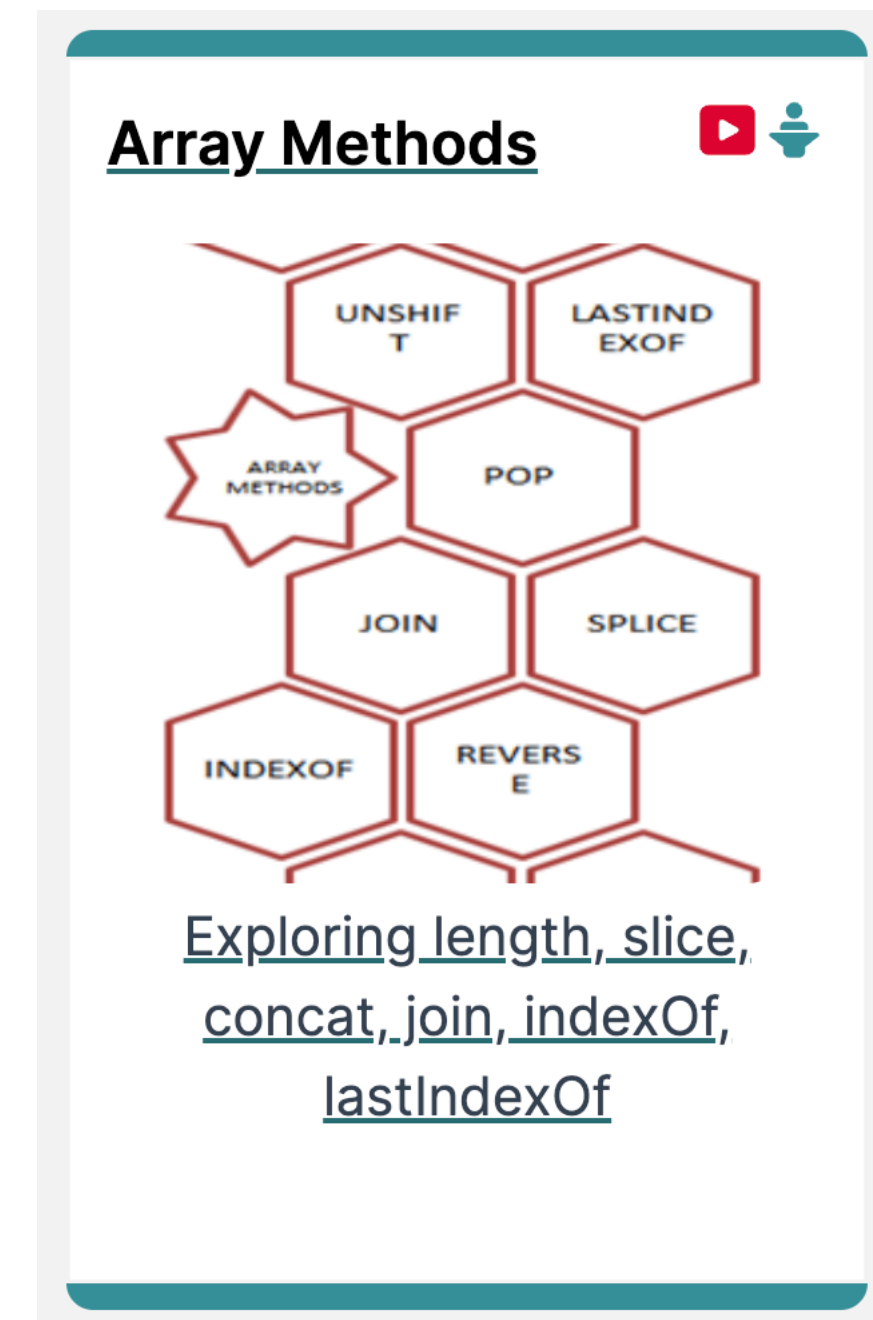 Array Methods
UNSHIF
T
LASTIND
EXOF
ARRAY
METHODS
POP
JOIN
SPLICE
INDEXOF
REVERS
E
Exploring length, slice,
concat, join, indexOf,
lastIndexOf